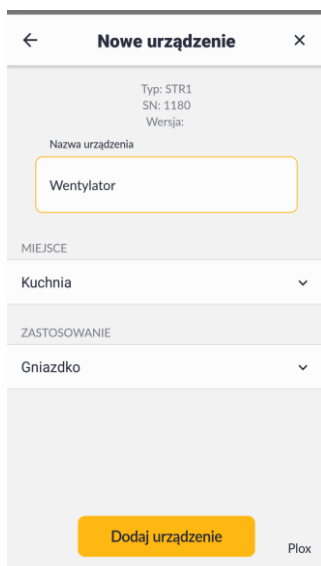 Nowe urządzenie
Typ: STR1
SN: 1180
Wersja:
Nazwa urządzenia
Wentylator
MIEJSCE
Kuchnia
ZASTOSOWANIE
Gniazdko
Dodaj urządzenie
Plox